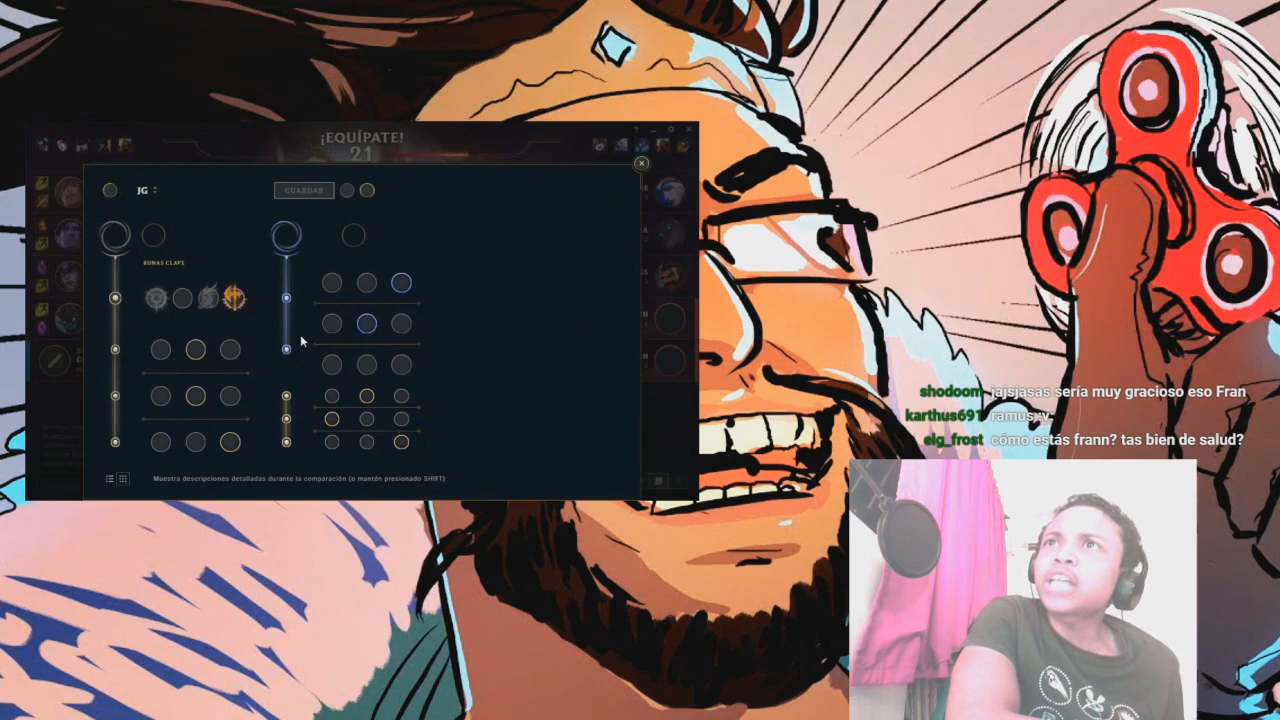 ¡EQUÍPATE!
21
JG
GUARDAR
RUNAS CLAVE
Muestra descripciones detalladas durante la comparación (o mantén presionado SHIFT)
shodoom jajsjasas sería muy gracioso eso Fran
karthus691 ramus :v
elg_frost cómo estás frann? tas bien de salud?